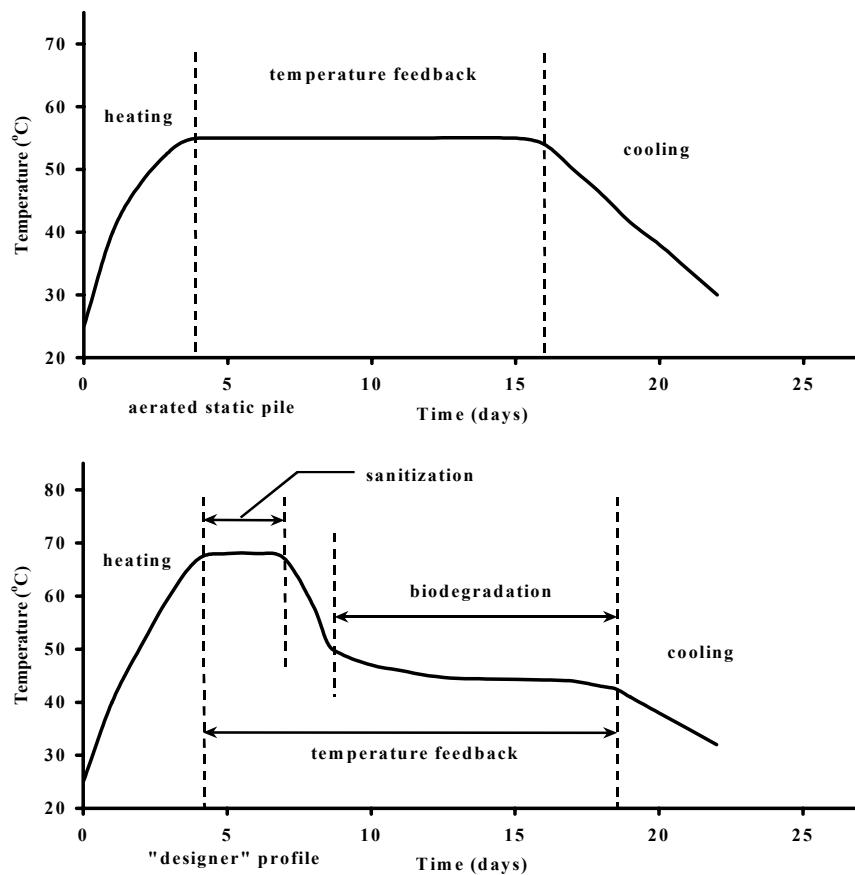 70
temperature feedback
60
heating
cooling
50
Temperature (°C)
40
30
20
0
5
10
15
20
25
aerated static pile
Time (days)
80
sanitization
70
heating
60
biodegradation
50
cooling
Temperature (°C)
40
30
temperature feedback
20
0
5
10
15
20
25
"designer" profile
Time (days)